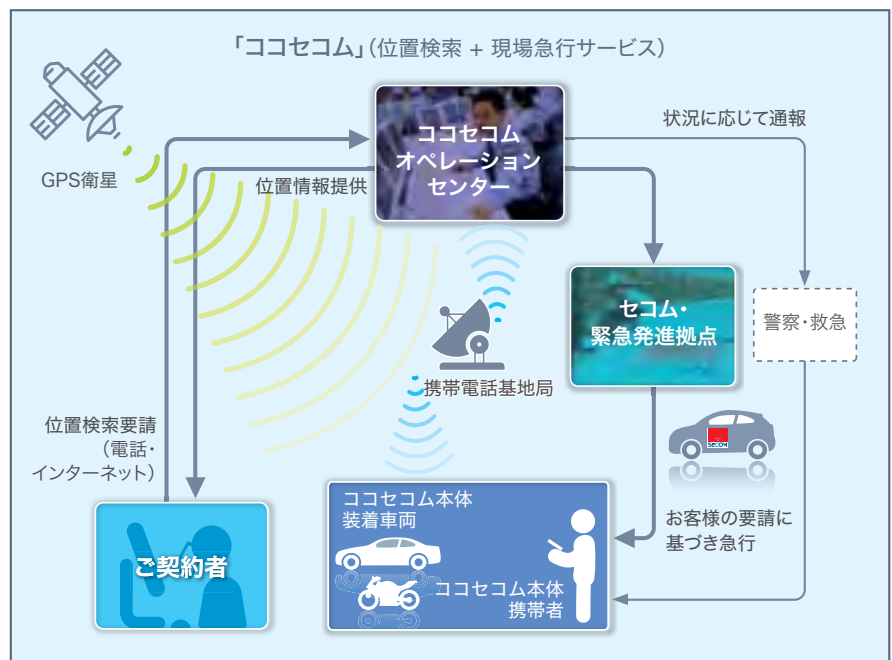 「ココセコム」（位置検索 + 現場急行サービス）
GPS衛星
位置情報提供
ココセコム
オペレーション
センター
状況に応じて通報
セコム・
緊急発進拠点
警察・救急
携帯電話基地局
位置検索要請
（電話・
インターネット）
SECOM
お客様の要請に
基づき急行
ご契約者
ココセコム本体
装着車両
ココセコム本体
携帯者